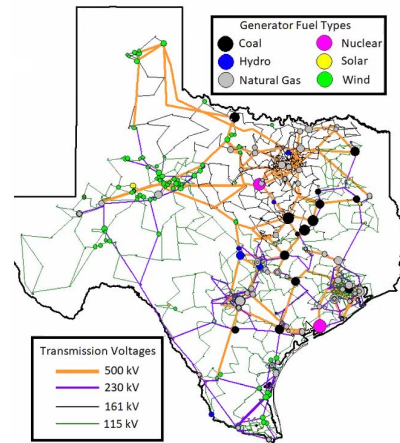 Generator Fuel Types
Coal Nuclear
Hydro Solar
Natural Gas Wind
Transmission Voltages
500 kV
230 kV
161 kV
115 kV